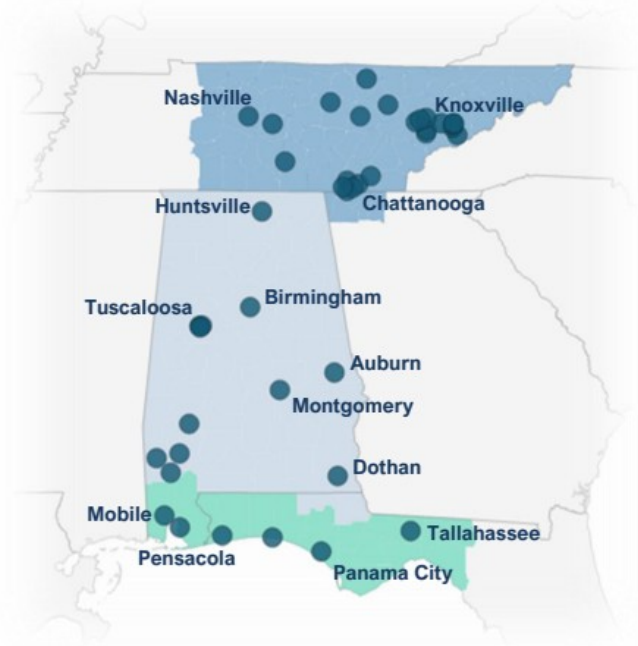 Nashville
Knoxville
Chattanooga
Huntsville
Birmingham
Tuscaloosa
Auburn
Montgomery
Dothan
Mobile
Tallahassee
Pensacola
Panama City